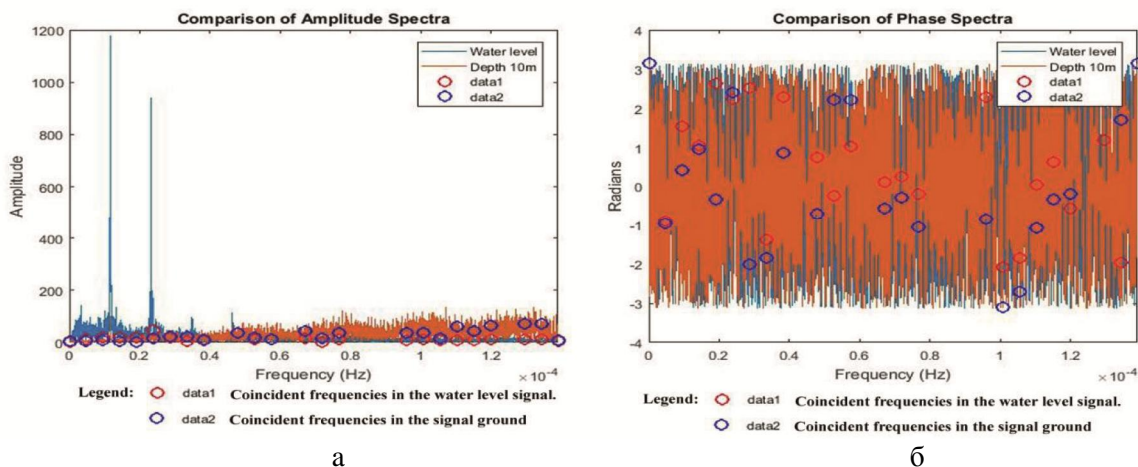 Comparison of Amplitude Spectra
1200
1000
800
600
400
200
0
Amplitude
Water level
Depth 10m
data1
data2
0
0.2
0.4
0.6
0.8
1
1.2
Frequency (Hz)
×10⁻⁴
Legend:
data1 Coincident frequencies in the water level signal.
data2 Coincident frequencies in the signal ground
а
Comparison of Phase Spectra
4
3
2
1
0
-1
-2
-3
-4
Radians
Water level
Depth 10m
data1
data2
0
0.2
0.4
0.6
0.8
1
1.2
Frequency (Hz)
×10⁻⁴
Legend:
data1 Coincident frequencies in the water level signal.
data2 Coincident frequencies in the signal ground
б